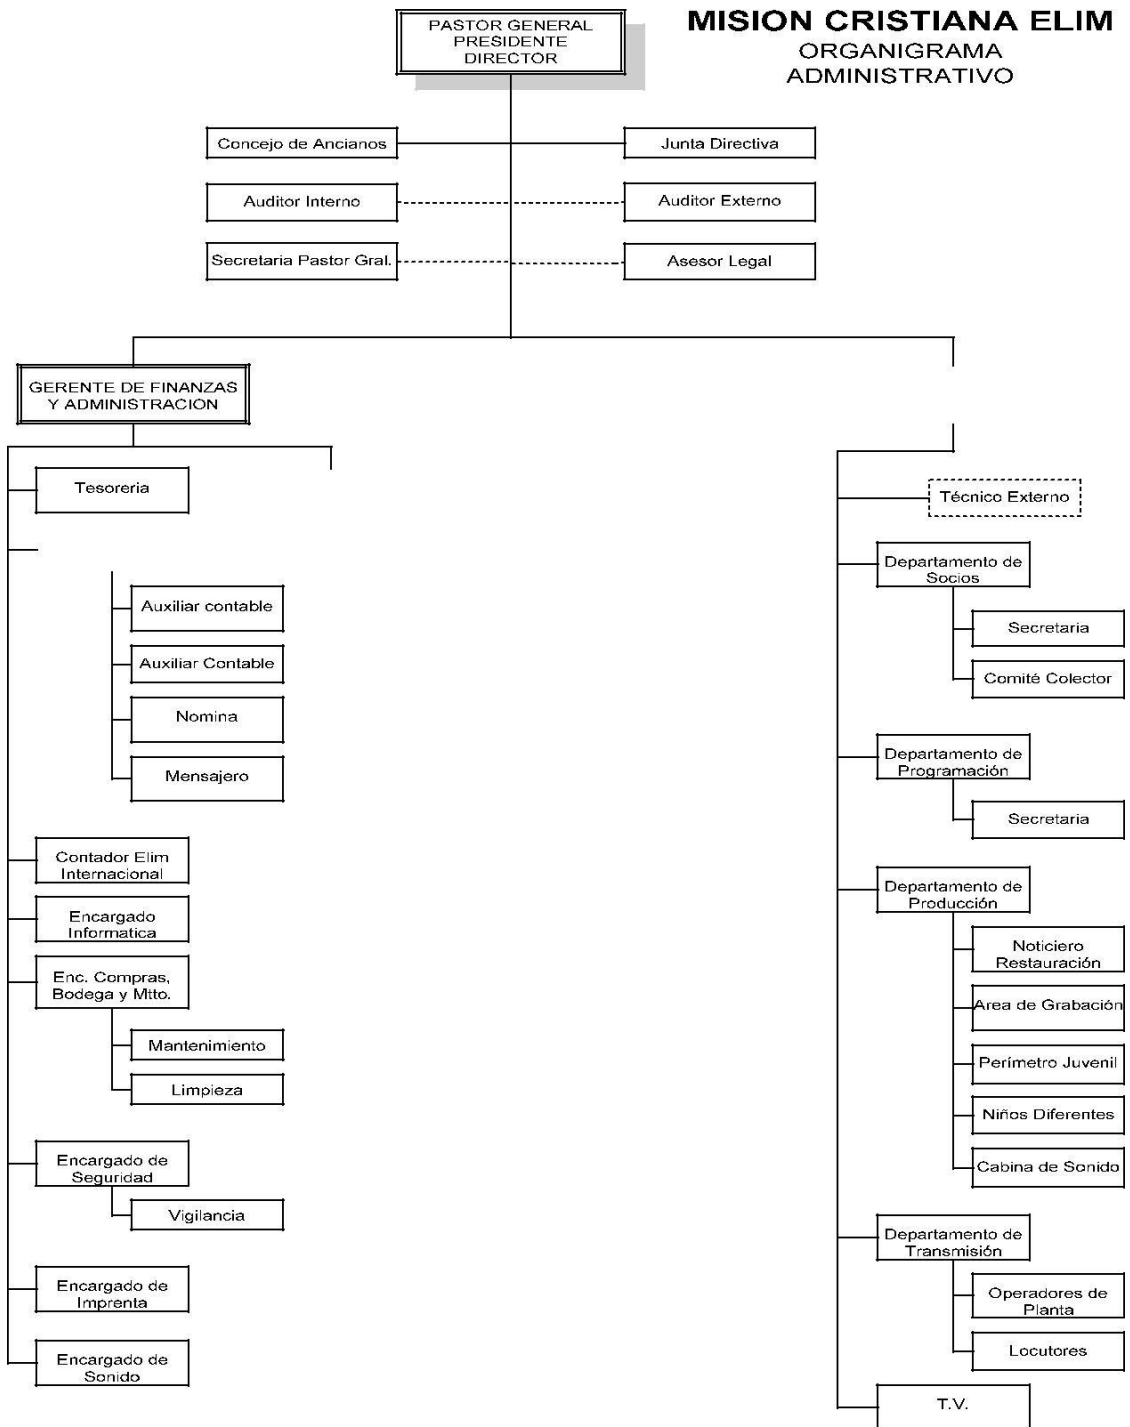 PASTOR GENERAL
PRESIDENTE
DIRECTOR
MISION CRISTIANA ELIM
ORGANIGRAMA
ADMINISTRATIVO
Concejo de Ancianos
Junta Directiva
Auditor Interno
Auditor Externo
Secretaria Pastor Gral.
Asesor Legal
GERENTE DE FINANZAS
Y ADMINISTRACION
Tesoreria
Auxiliar contable
Auxiliar Contable
Nomina
Mensajero
Contador Elim
Internacional
Encargado
Informatica
Enc. Compras,
Bodega y Mtto.
Mantenimiento
Limpieza
Encargado de
Seguridad
Vigilancia
Encargado de
Imprenta
Encargado de
Sonido
Técnico Externo
Departamento de
Socios
Secretaria
Comité Colector
Departamento de
Programación
Secretaria
Departamento de
Producción
Noticiero
Restauración
Area de Grabación
Perímetro Juvenil
Niños Diferentes
Cabina de Sonido
Departamento de
Transmisión
Operadores de
Planta
Locutores
T.V.